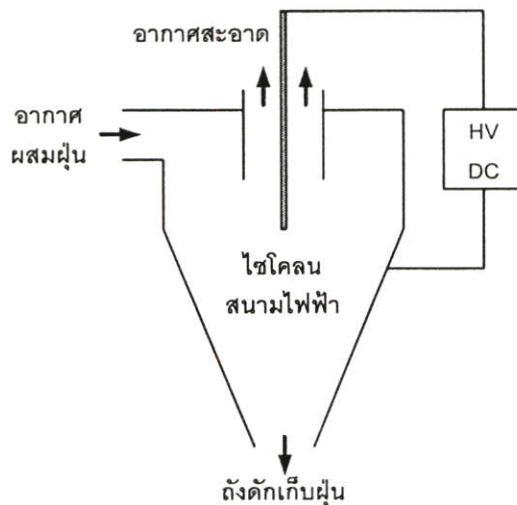 อากาศสะอาด
อากาศ
ผสมฝุ่น
HV
DC
ไซโคลน
สนามไฟฟ้า
ถังดักเก็บฝุ่น